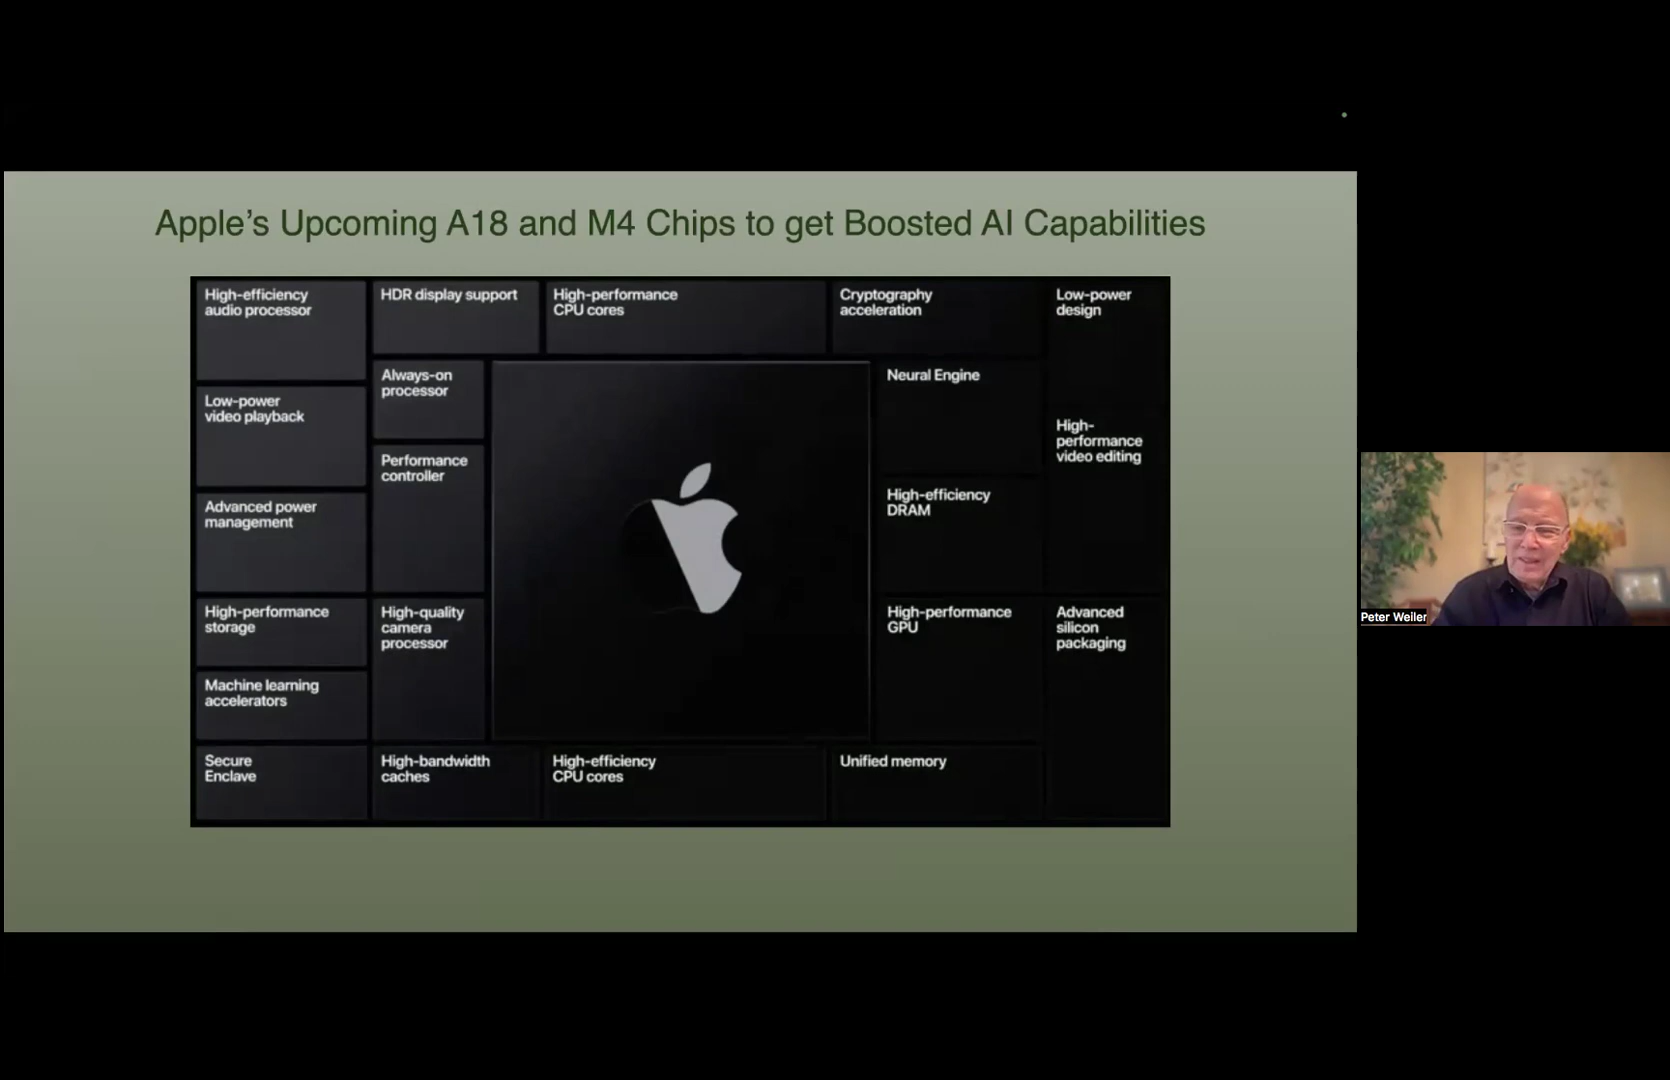 Apple's Upcoming A18 and M4 Chips to get Boosted AI Capabilities
High-efficiency
audio processor
HDR display support
High-performance
CPU cores
Cryptography
acceleration
Low-power
design
Always-on
processor
Neural Engine
Low-power
video playback
High-
performance
video editing
Performance
controller
High-efficiency
DRAM
Advanced power
management
High-performance
storage
High-quality
camera
processor
High-performance
GPU
Advanced
silicon
packaging
Machine learning
accelerators
Secure
Enclave
High-bandwidth
caches
High-efficiency
CPU cores
Unified memory
Peter Weiler